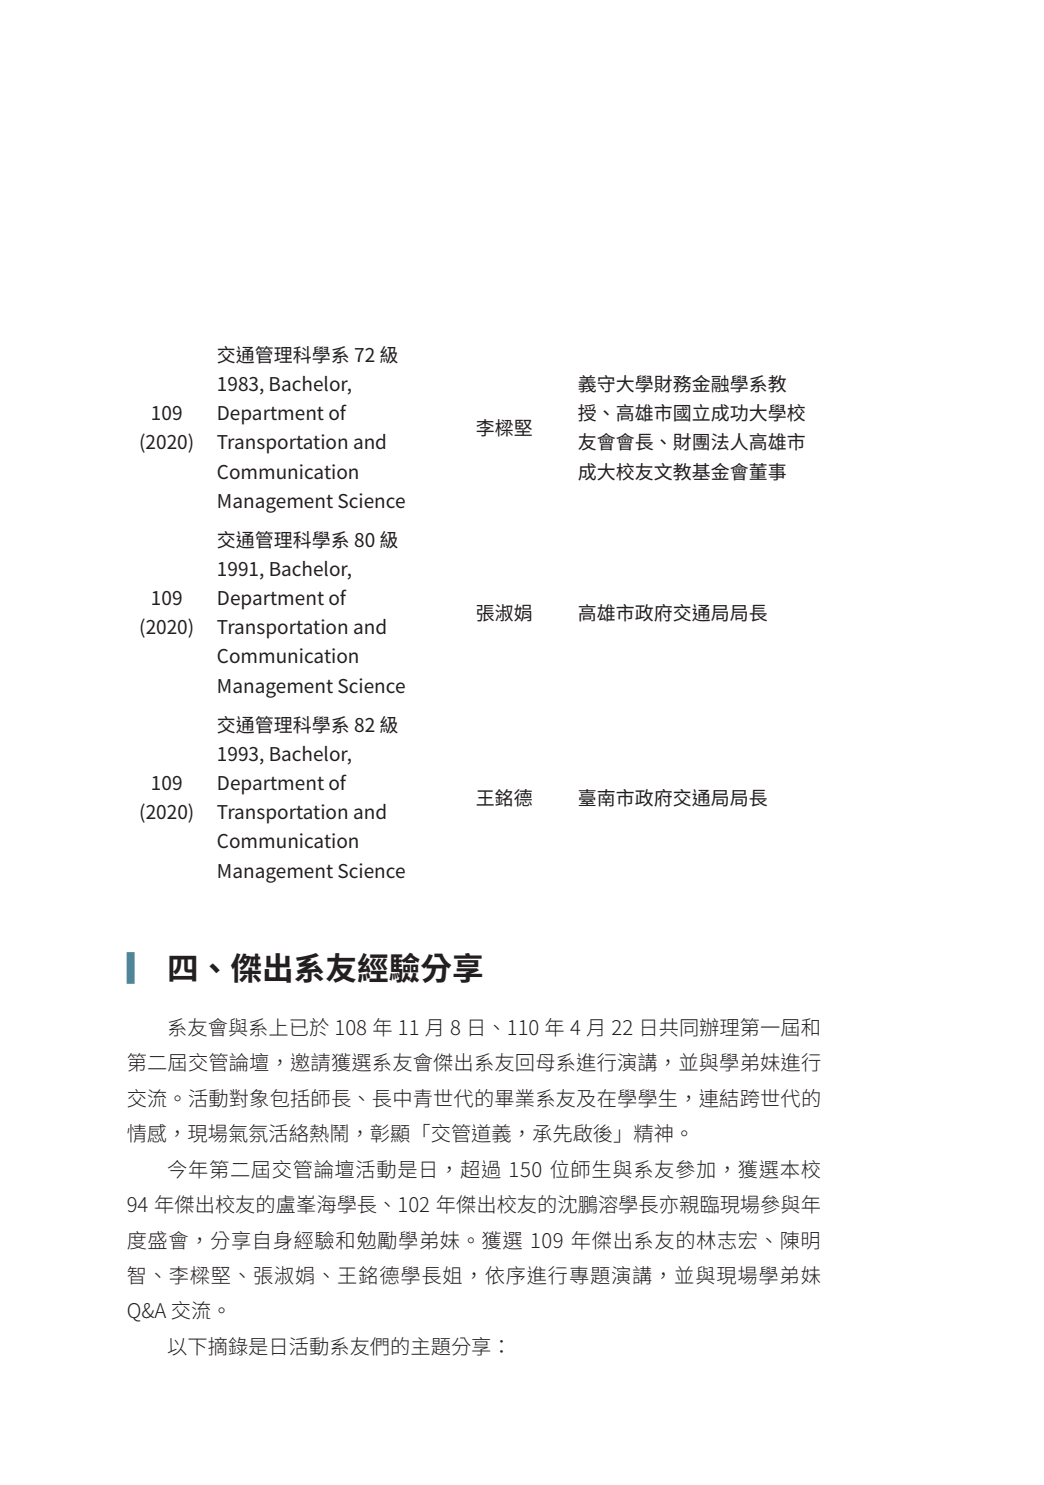 交通管理科學系 72 級
1983, Bachelor,
Department of
Transportation and
Communication
Management Science
109
(2020)
李樑堅
義守大學財務金融學系教
授、高雄市國立成功大學校
友會會長、財團法人高雄市
成大校友文教基金會董事
交通管理科學系 80 級
1991, Bachelor,
Department of
Transportation and
Communication
Management Science
109
(2020)
張淑娟
高雄市政府交通局局長
交通管理科學系 82 級
1993, Bachelor,
Department of
Transportation and
Communication
Management Science
109
(2020)
王銘德
臺南市政府交通局局長
四、傑出系友經驗分享
系友會與系上已於 108 年 11 月 8 日、110 年 4 月 22 日共同辦理第一屆和
第二屆交管論壇，邀請獲選系友會傑出系友回母系進行演講，並與學弟妹進行
交流。活動對象包括師長、長中青世代的畢業系友及在學學生，連結跨世代的
情感，現場氣氛活絡熱鬧，彰顯「交管道義，承先啟後」精神。
今年第二屆交管論壇活動是日，超過 150 位師生與系友參加，獲選本校
94 年傑出校友的盧峯海學長、102 年傑出校友的沈鵬溶學長亦親臨現場參與年
度盛會，分享自身經驗和勉勵學弟妹。獲選 109 年傑出系友的林志宏、陳明
智、李樑堅、張淑娟、王銘德學長姐，依序進行專題演講，並與現場學弟妹
Q&A 交流。
以下摘錄是日活動系友們的主題分享：